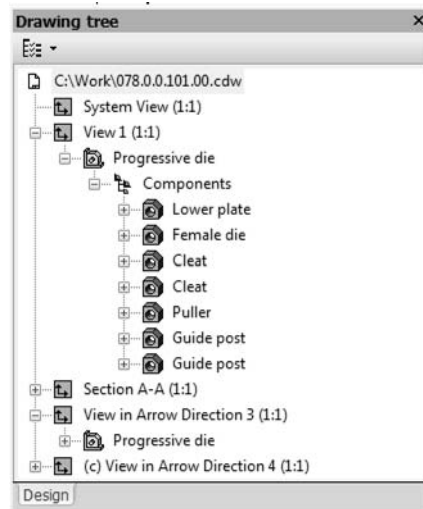 Drawing tree
C:\Work\078.0.0.101.00.cdw
System View (1:1)
View 1 (1:1)
Progressive die
Components
Lower plate
Female die
Cleat
Cleat
Puller
Guide post
Guide post
Section A-A (1:1)
View in Arrow Direction 3 (1:1)
Progressive die
(c) View in Arrow Direction 4 (1:1)
Design